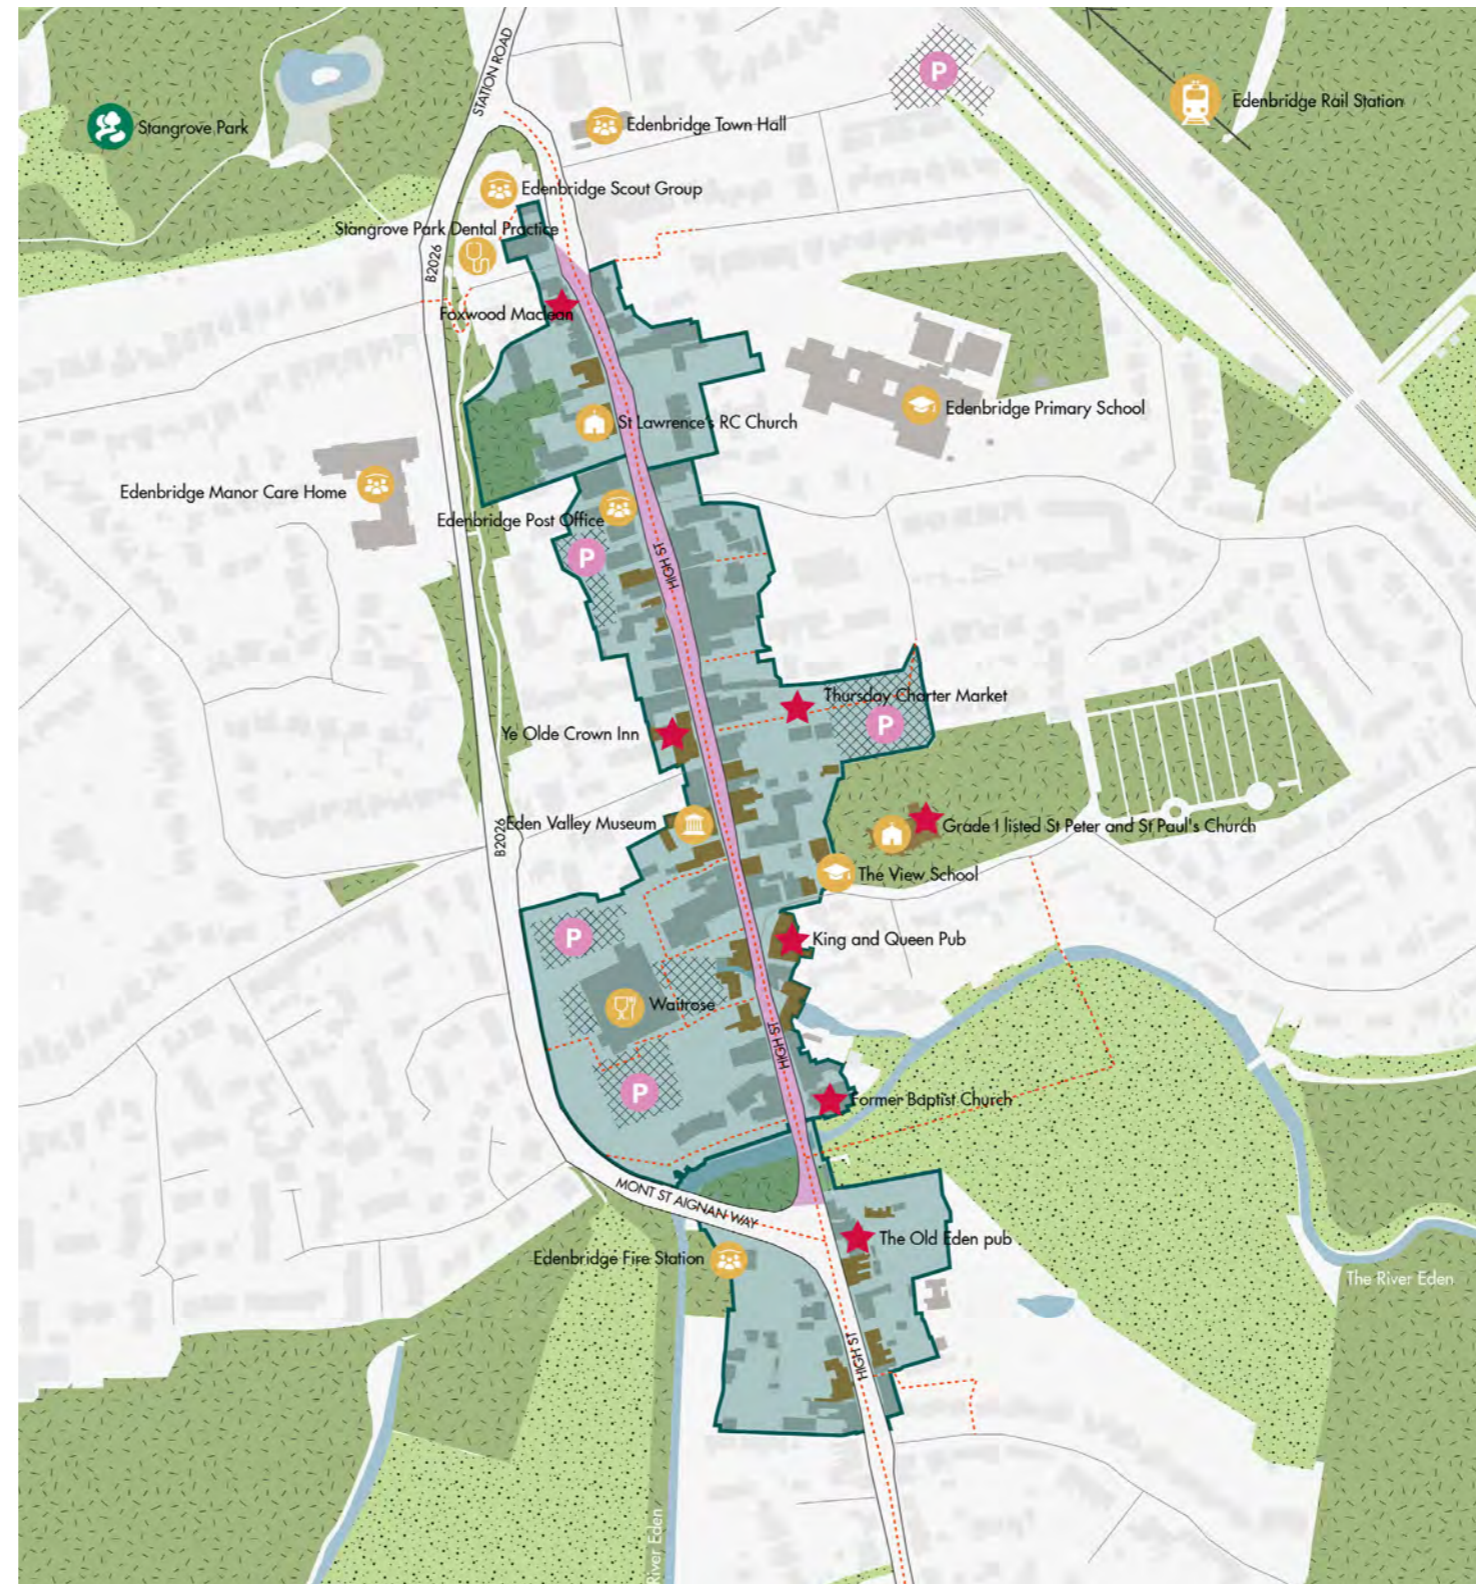 STATION ROAD
P
Edenbridge Rail Station
Stangrove Park
Edenbridge Town Hall
Edenbridge Scout Group
Stangrove Park Dental Practice
B2026
Foxwood Maclean
Edenbridge Primary School
St Lawrence's RC Church
Edenbridge Manor Care Home
Edenbridge Post Office
P
HIGH ST
Thursday Charter Market
P
Ye Olde Crown Inn
Eden Valley Museum
B2026
Grade I listed St Peter and St Paul's Church
The View School
P
King and Queen Pub
Waitrose
HIGH ST
P
Former Baptist Church
MONT ST AIGNAN WAY
The Old Eden pub
Edenbridge Fire Station
The River Eden
HIGH ST
River Eden